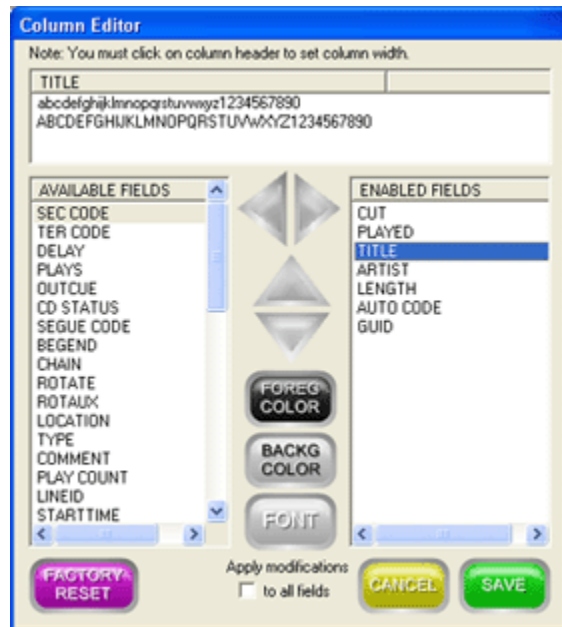 Column Editor
Note: You must click on column header to set column width.
TITLE
abcdefghijklmnopqrstuvwxyz1234567890
ABCDEFGHIJKLMNOPQRSTUVWXYZ1234567890
AVAILABLE FIELDS
SEC CODE
TER CODE
DELAY
PLAYS
OUTCUE
CD STATUS
SEGUE CODE
BEGEND
CHAIN
ROTATE
ROTAUX
LOCATION
TYPE
COMMENT
PLAY COUNT
LINEID
STARTTIME
FOREG
COLOR
BACKG
COLOR
FONT
ENABLED FIELDS
CUT
PLAYED
TITLE
ARTIST
LENGTH
AUTO CODE
GUID
FACTORY
RESET
Apply modifications
to all fields
CANCEL
SAVE